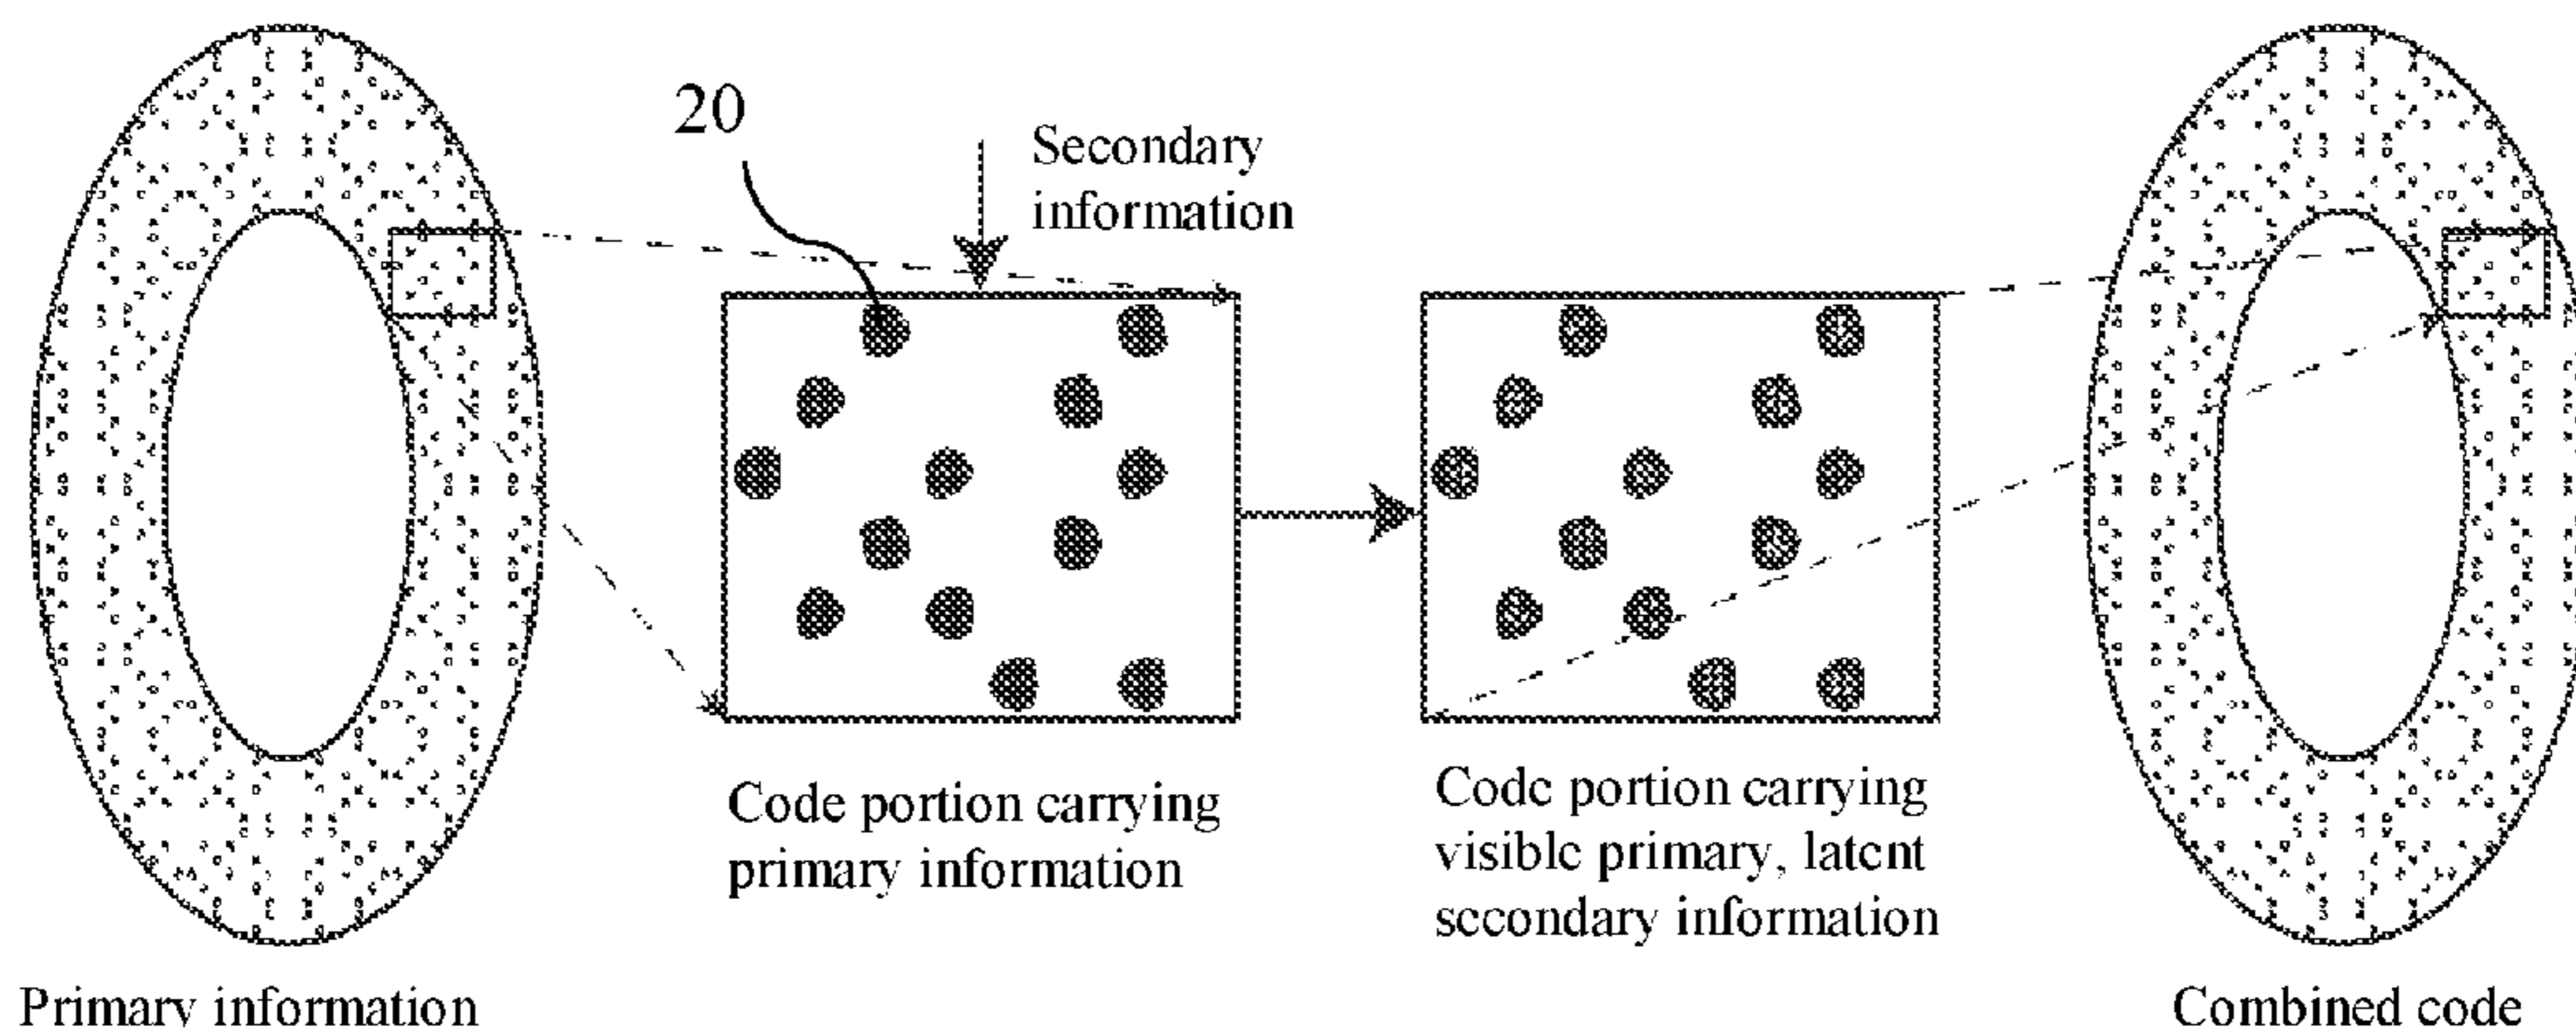 20
Secondary
information
Code portion carrying
primary information
Code portion carrying
visible primary, latent
secondary information
Primary information
Combined code